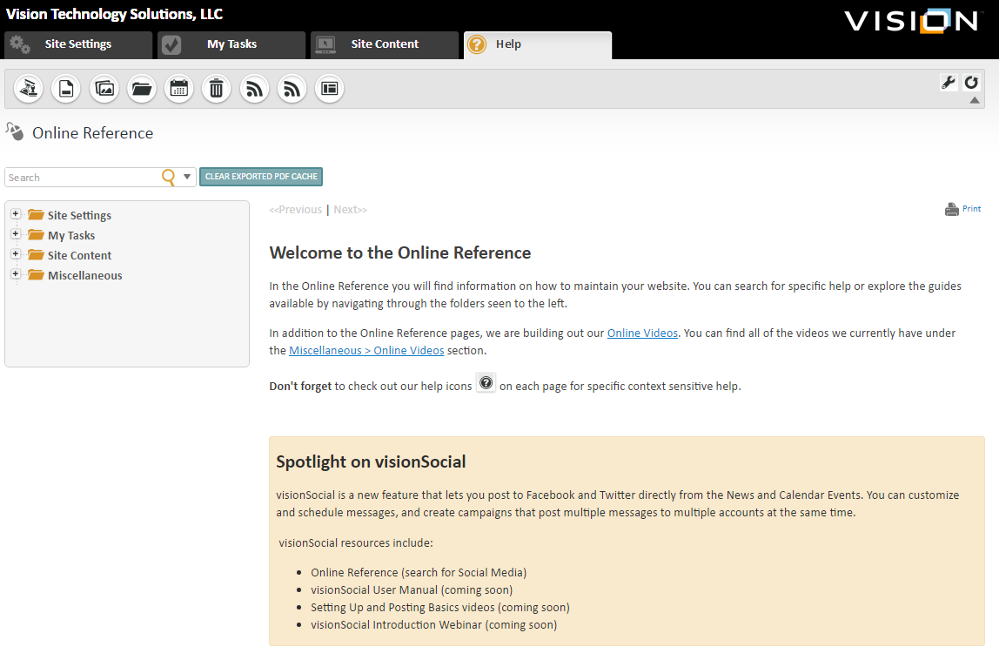 Vision Technology Solutions, LLC
VISION
Site Settings
My Tasks
Site Content
Help
Online Reference
Search
CLEAR EXPORTED PDF CACHE
Site Settings
My Tasks
Site Content
Miscellaneous
<<Previous | Next>>
Print
Welcome to the Online Reference
In the Online Reference you will find information on how to maintain your website. You can search for specific help or explore the guides
available by navigating through the folders seen to the left.
In addition to the Online Reference pages, we are building out our Online Videos. You can find all of the videos we currently have under
the Miscellaneous > Online Videos section.
Don't forget to check out our help icons on each page for specific context sensitive help.
Spotlight on visionSocial
visionSocial is a new feature that lets you post to Facebook and Twitter directly from the News and Calendar Events. You can customize
and schedule messages, and create campaigns that post multiple messages to multiple accounts at the same time.
visionSocial resources include:
• Online Reference (search for Social Media)
• visionSocial User Manual (coming soon)
• Setting Up and Posting Basics videos (coming soon)
• visionSocial Introduction Webinar (coming soon)